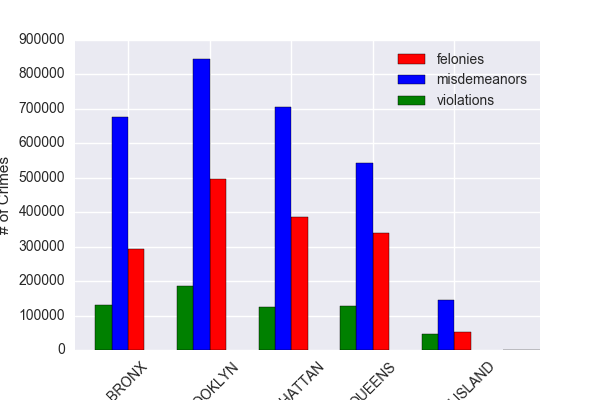 900000
800000
700000
600000
500000
400000
300000
200000
100000
0
# of Crimes
felonies
misdemeanors
violations
BRONX
OOKLYN
HATTAN
QUEENS
ISLAND